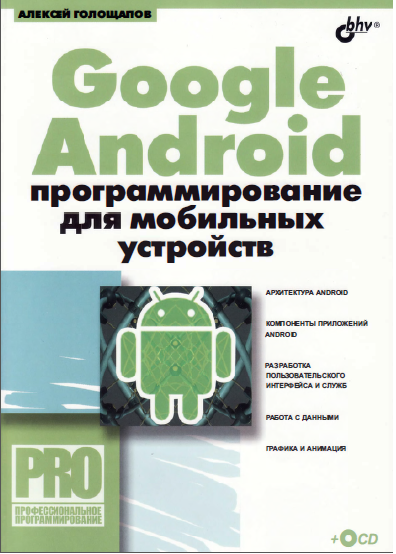 АЛЕКСЕЙ ГОЛОЩАПОВ
bhv®
Google
Android
программирование
для мобильных
устройств
АРХИТЕКТУРА ANDROID
КОМПОНЕНТЫ ПРИЛОЖЕНИЙ
ANDROID
РАЗРАБОТКА
ПОЛЬЗОВАТЕЛЬСКОГО
ИНТЕРФЕЙСА И СЛУЖБ
РАБОТА С ДАННЫМИ
ГРАФИКА И АНИМАЦИЯ
PRO
ПРОФЕССИОНАЛЬНОЕ
ПРОГРАММИРОВАНИЕ
+CD